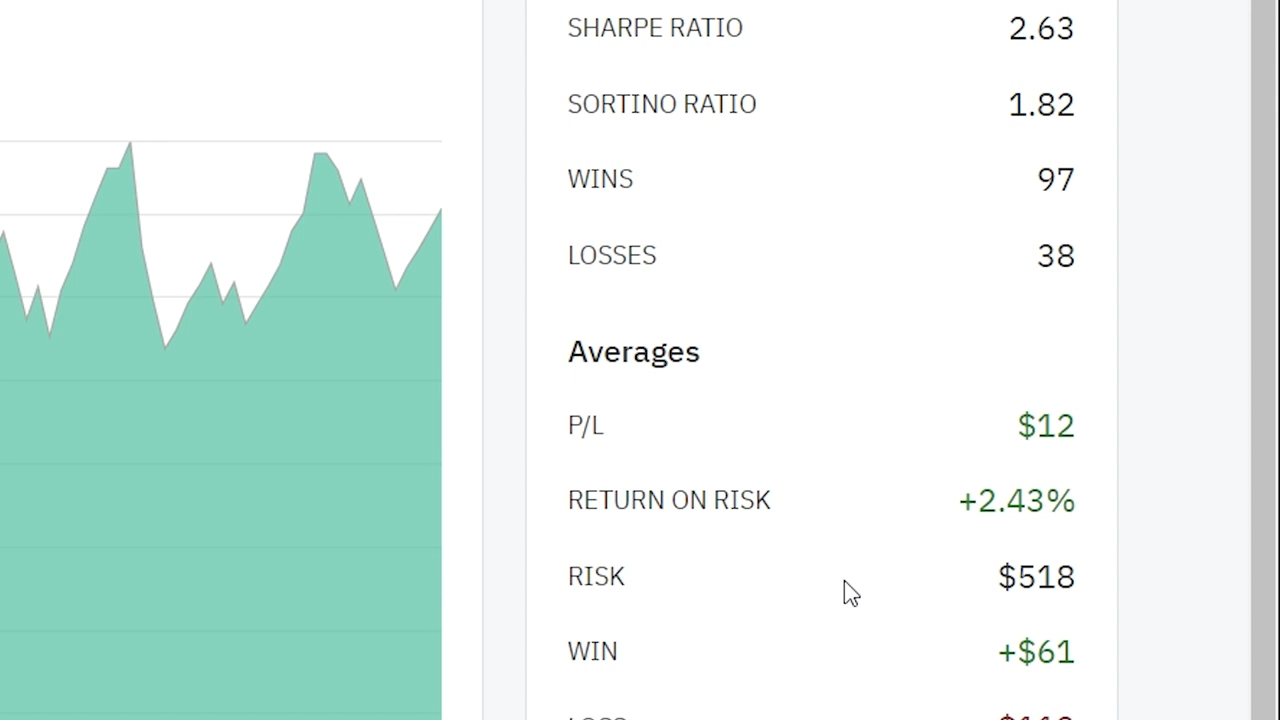 SHARPE RATIO 2.63
SORTINO RATIO 1.82
WINS 97
LOSSES 38
Averages
P/L $12
RETURN ON RISK +2.43%
RISK $518
WIN +$61